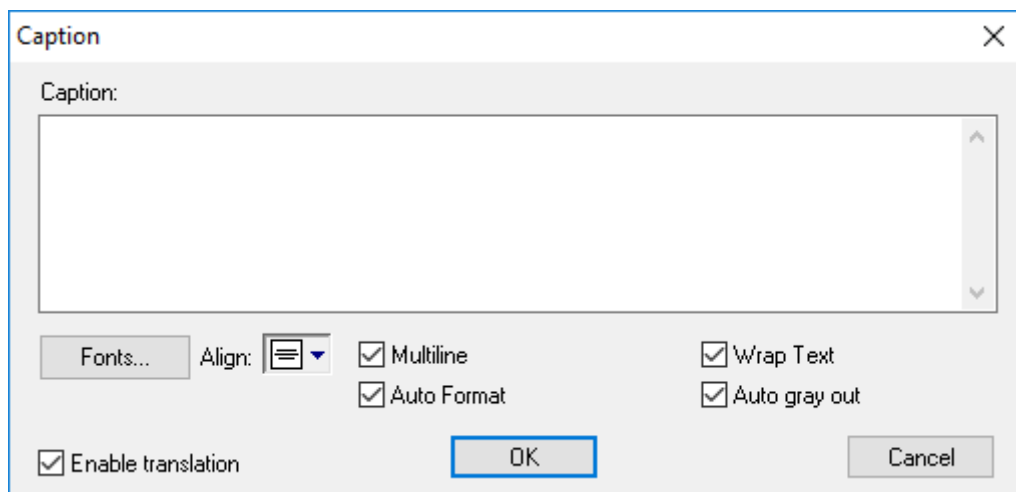 Caption
Caption:
Fonts... Align: Multiline Wrap Text
Auto Format Auto gray out
Enable translation OK Cancel